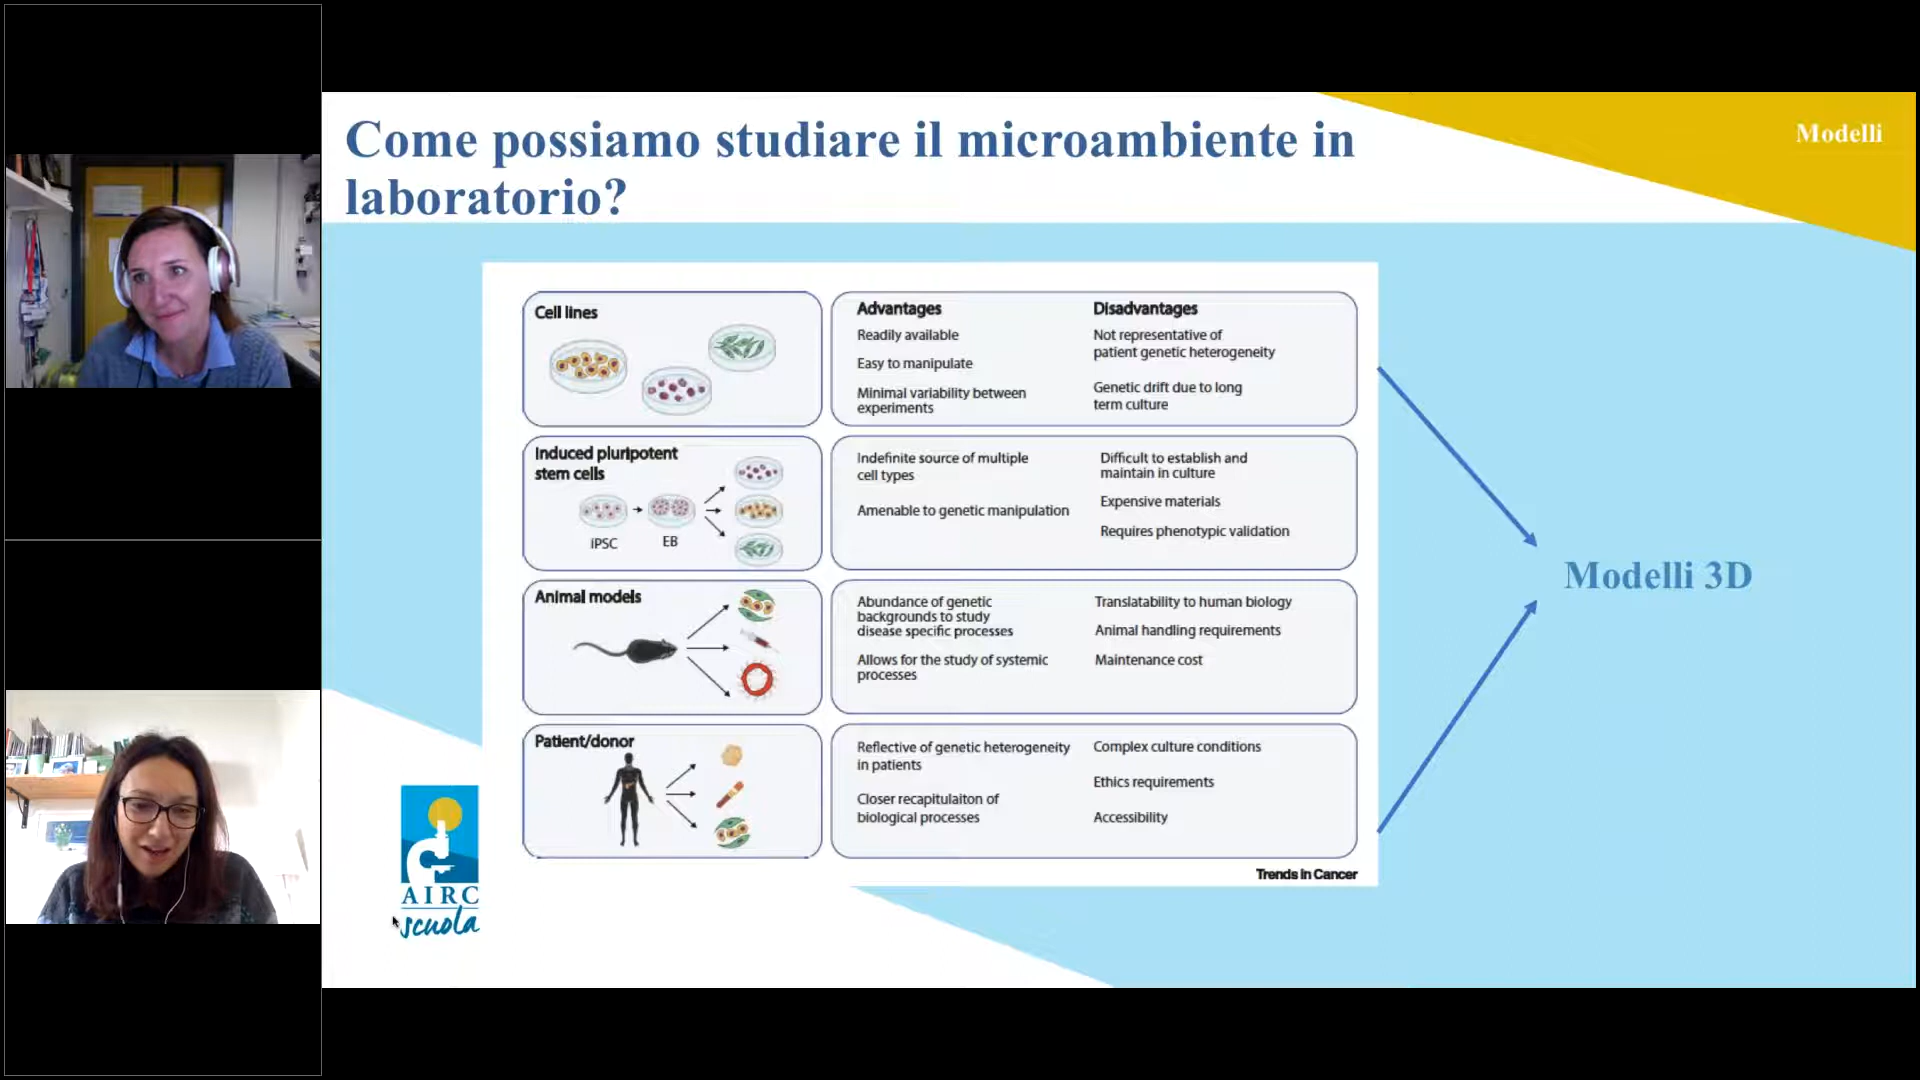 Come possiamo studiare il microambiente in
laboratorio?
Modelli
Cell lines
Advantages
Readily available
Easy to manipulate
Minimal variability between
experiments
Disadvantages
Not representative of
patient genetic heterogeneity
Genetic drift due to long
term culture
Induced pluripotent
stem cells
IPSC
EB
Indefinite source of multiple
cell types
Amenable to genetic manipulation
Difficult to establish and
maintain in culture
Expensive materials
Requires phenotypic validation
Animal models
Abundance of genetic
backgrounds to study
disease specific processes
Allows for the study of systemic
processes
Translatability to human biology
Animal handling requirements
Maintenance cost
Patient/donor
Reflective of genetic heterogeneity
in patients
Closer recapitulaiton of
biological processes
Complex culture conditions
Ethics requirements
Accessibility
Trends in Cancer
Modelli 3D
AIRC
scuola